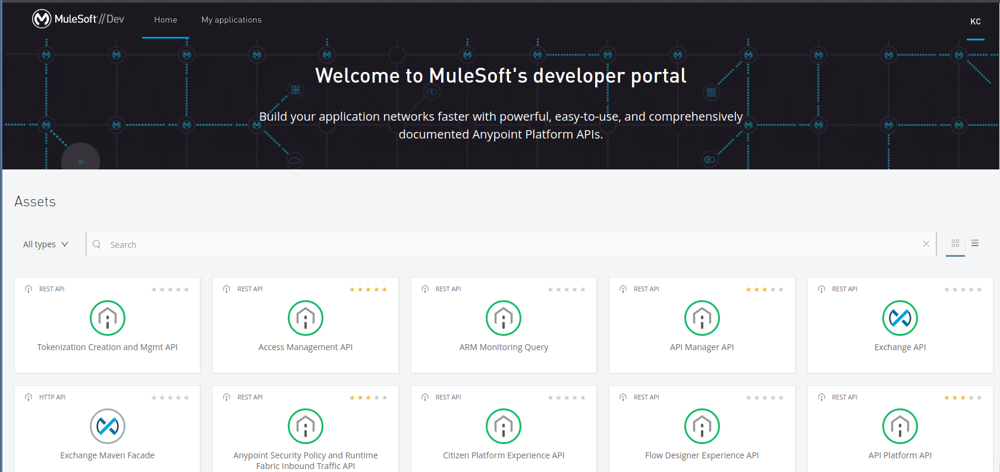 MuleSoft //Dev
Home
My applications
KC
Welcome to MuleSoft's developer portal
Build your application networks faster with powerful, easy-to-use, and comprehensively
documented Anypoint Platform APIs.
Assets
All types
Search
REST API
Tokenization Creation and Mgmt API
REST API
Access Management API
REST API
ARM Monitoring Query
REST API
API Manager API
REST API
Exchange API
HTTP API
Exchange Maven Facade
REST API
Anypoint Security Policy and Runtime
Fabric Inbound Traffic API
REST API
Citizen Platform Experience API
REST API
Flow Designer Experience API
REST API
API Platform API